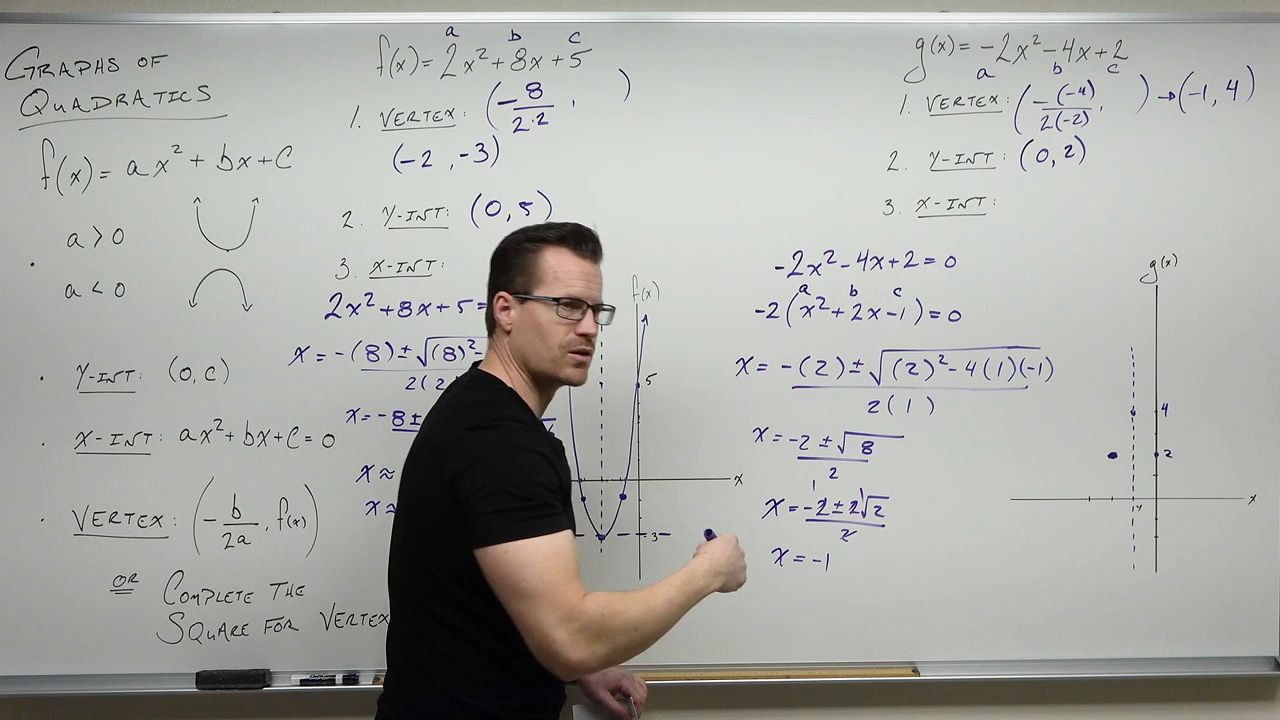 GRAPHS OF
QUADRATICS
f(x) = ax² + bx + c
a > 0
a < 0
Y-INT: (0, c)
X-INT: ax² + bx + c = 0
VERTEX: (-b/2a, f(x))
OR COMPLETE THE
SQUARE FOR VERTEX
a b c
f(x) = 2x² + 8x + 5
1. VERTEX: (-8/2·2, )
(-2, -3)
2. Y-INT: (0, 5)
3. X-INT:
2x² + 8x + 5 =
x = -(8) ± √(8)² -
2(2
x = -8 ±
x ≈
x ≈
f(x)
5
x
-3
g(x) = -2x² - 4x + 2
a b c
1. VERTEX: (-(-4)/2(-2), ) → (-1, 4)
2. Y-INT: (0, 2)
3. X-INT:
-2x² - 4x + 2 = 0
a b c
-2(x² + 2x - 1) = 0
x = -(2) ± √(2)² - 4(1)(-1)
2(1)
x = -2 ± √8
2
x = -2 ± 2√2
2
x = -1
g(x)
4
2
x